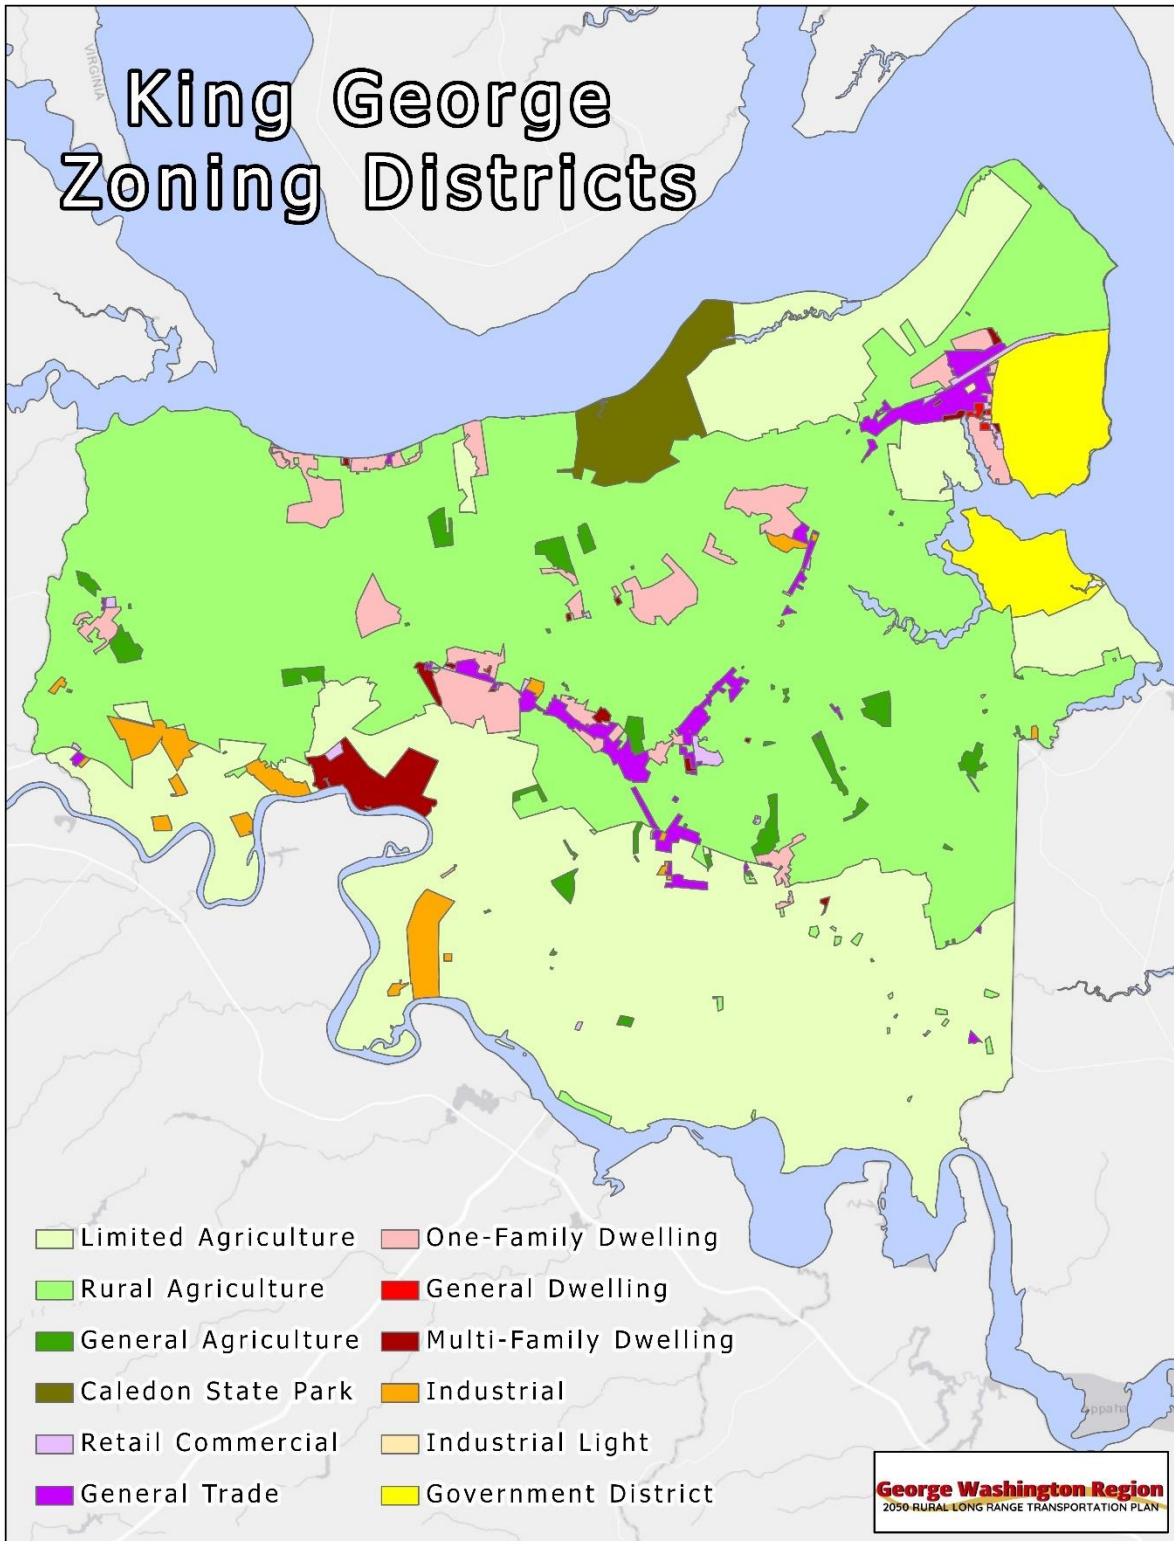 VIRGINIA
King George
Zoning Districts
Limited Agriculture
Rural Agriculture
General Agriculture
Caledon State Park
Retail Commercial
General Trade
One-Family Dwelling
General Dwelling
Multi-Family Dwelling
Industrial
Industrial Light
Government District
George Washington Region
2050 RURAL LONG RANGE TRANSPORTATION PLAN